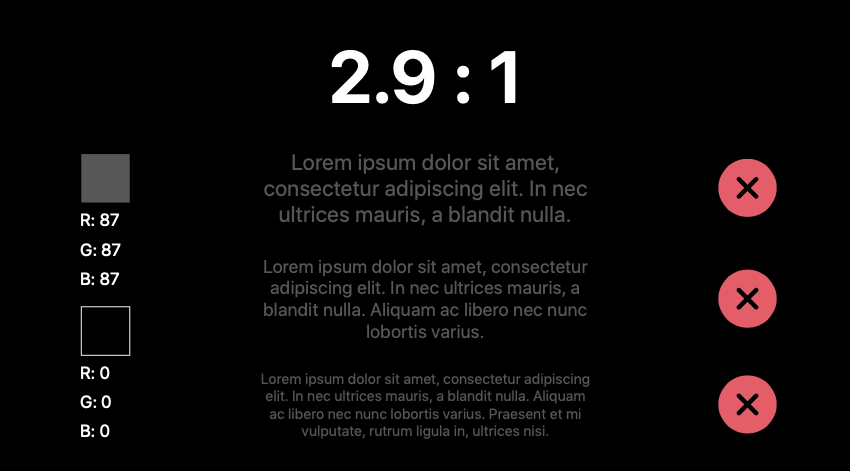 2.9 : 1
R: 87
G: 87
B: 87
R: 0
G: 0
B: 0
Lorem ipsum dolor sit amet,
consectetur adipiscing elit. In nec
ultrices mauris, a blandit nulla.
Lorem ipsum dolor sit amet, consectetur
adipiscing elit. In nec ultrices mauris, a
blandit nulla. Aliquam ac libero nec nunc
lobortis varius.
Lorem ipsum dolor sit amet, consectetur adipiscing
elit. In nec ultrices mauris, a blandit nulla. Aliquam
ac libero nec nunc lobortis varius. Praesent et mi
vulputate, rutrum ligula in, ultrices nisi.